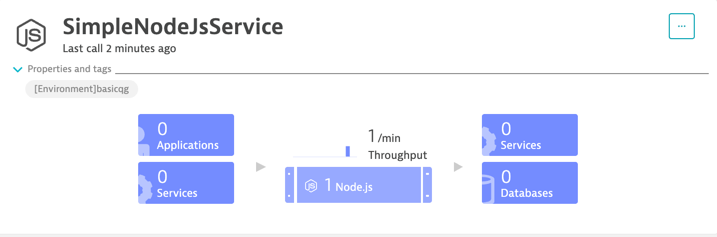 JS
SimpleNodeJsService
Last call 2 minutes ago
...
Properties and tags
[Environment]basicqg
0
Applications
0
Services
1 /min
Throughput
1 Node.js
0
Services
0
Databases